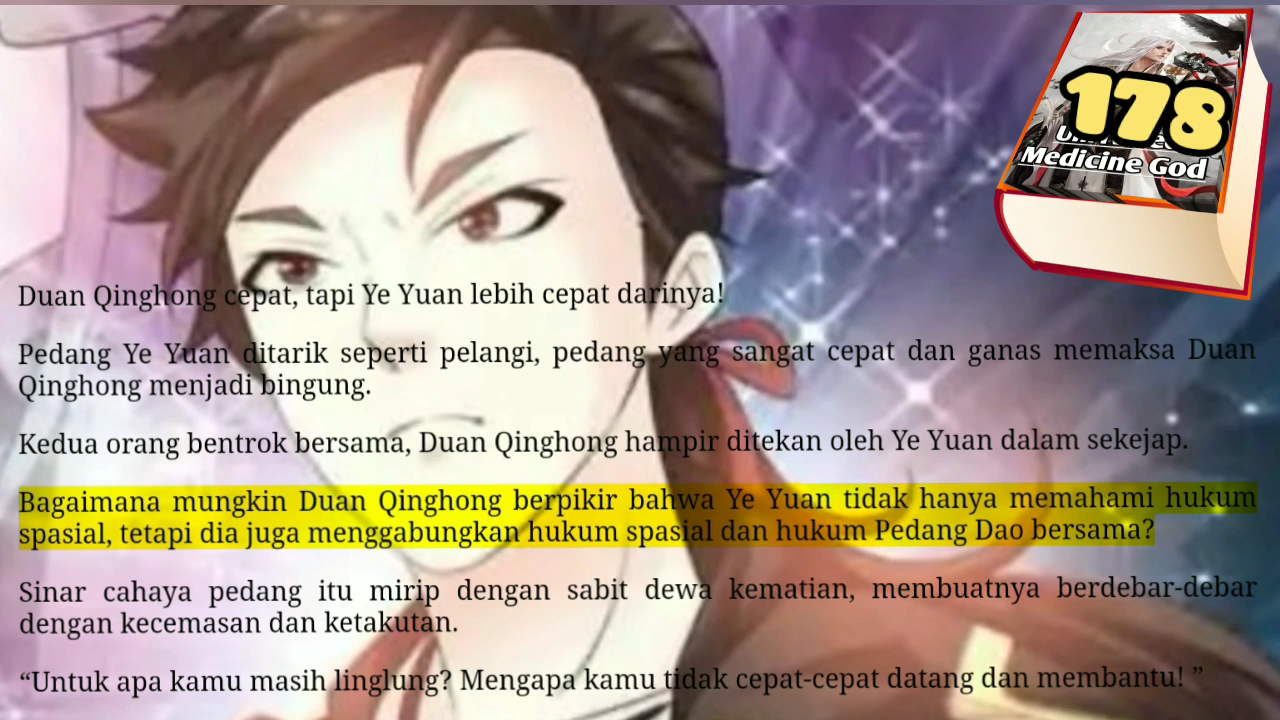 178
Medicine God
Duan Qinghong cepat, tapi Ye Yuan lebih cepat darinya!
Pedang Ye Yuan ditarik seperti pelangi, pedang yang sangat cepat dan ganas memaksa Duan
Qinghong menjadi bingung.
Kedua orang bentrok bersama, Duan Qinghong hampir ditekan oleh Ye Yuan dalam sekejap.
Bagaimana mungkin Duan Qinghong berpikir bahwa Ye Yuan tidak hanya memahami hukum
spasial, tetapi dia juga menggabungkan hukum spasial dan hukum Pedang Dao bersama?
Sinar cahaya pedang itu mirip dengan sabit dewa kematian, membuatnya berdebar-debar
dengan kecemasan dan ketakutan.
“Untuk apa kamu masih linglung? Mengapa kamu tidak cepat-cepat datang dan membantu! ”